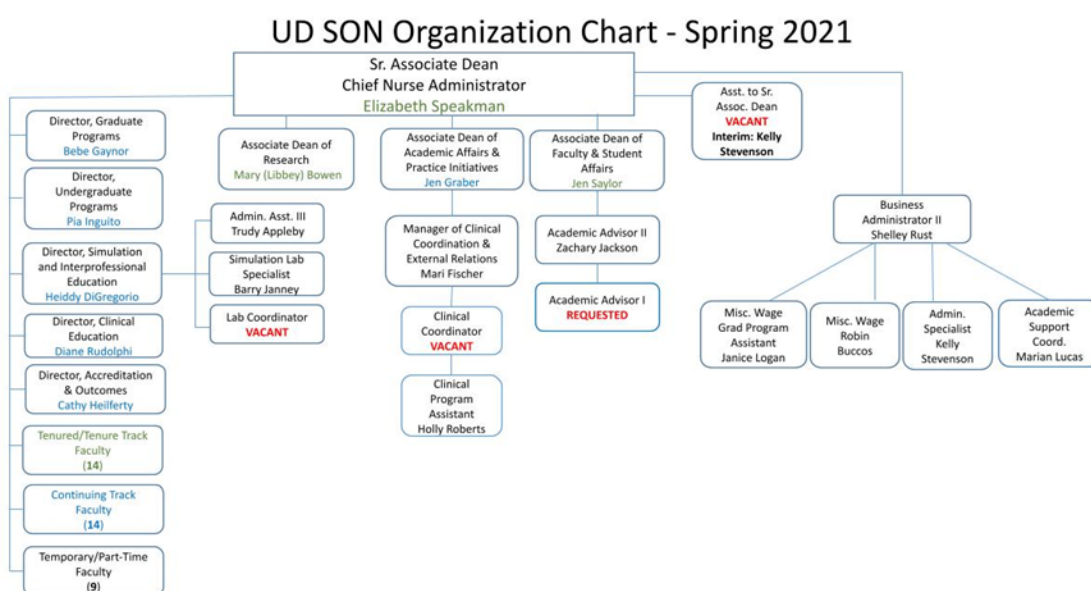 UD SON Organization Chart - Spring 2021
Sr. Associate Dean
Chief Nurse Administrator
Elizabeth Speakman
Asst. to Sr.
Assoc. Dean
VACANT
Interim: Kelly
Stevenson
Director, Graduate
Programs
Bebe Gaynor
Director,
Undergraduate
Programs
Pia Inguito
Director, Simulation
and Interprofessional
Education
Heiddy DiGregorio
Director, Clinical
Education
Diane Rudolphi
Director, Accreditation
& Outcomes
Cathy Heilferty
Tenured/Tenure Track
Faculty
(14)
Continuing Track
Faculty
(14)
Temporary/Part-Time
Faculty
(9)
Associate Dean of
Research
Mary (Libbey) Bowen
Admin. Asst. III
Trudy Appleby
Simulation Lab
Specialist
Barry Janney
Lab Coordinator
VACANT
Associate Dean of
Academic Affairs &
Practice Initiatives
Jen Graber
Manager of Clinical
Coordination &
External Relations
Mari Fischer
Clinical
Coordinator
VACANT
Clinical
Program
Assistant
Holly Roberts
Associate Dean of
Faculty & Student
Affairs
Jen Saylor
Academic Advisor II
Zachary Jackson
Academic Advisor I
REQUESTED
Business
Administrator II
Shelley Rust
Misc. Wage
Grad Program
Assistant
Janice Logan
Misc. Wage
Robin
Buccos
Admin.
Specialist
Kelly
Stevenson
Academic
Support
Coord.
Marian Lucas